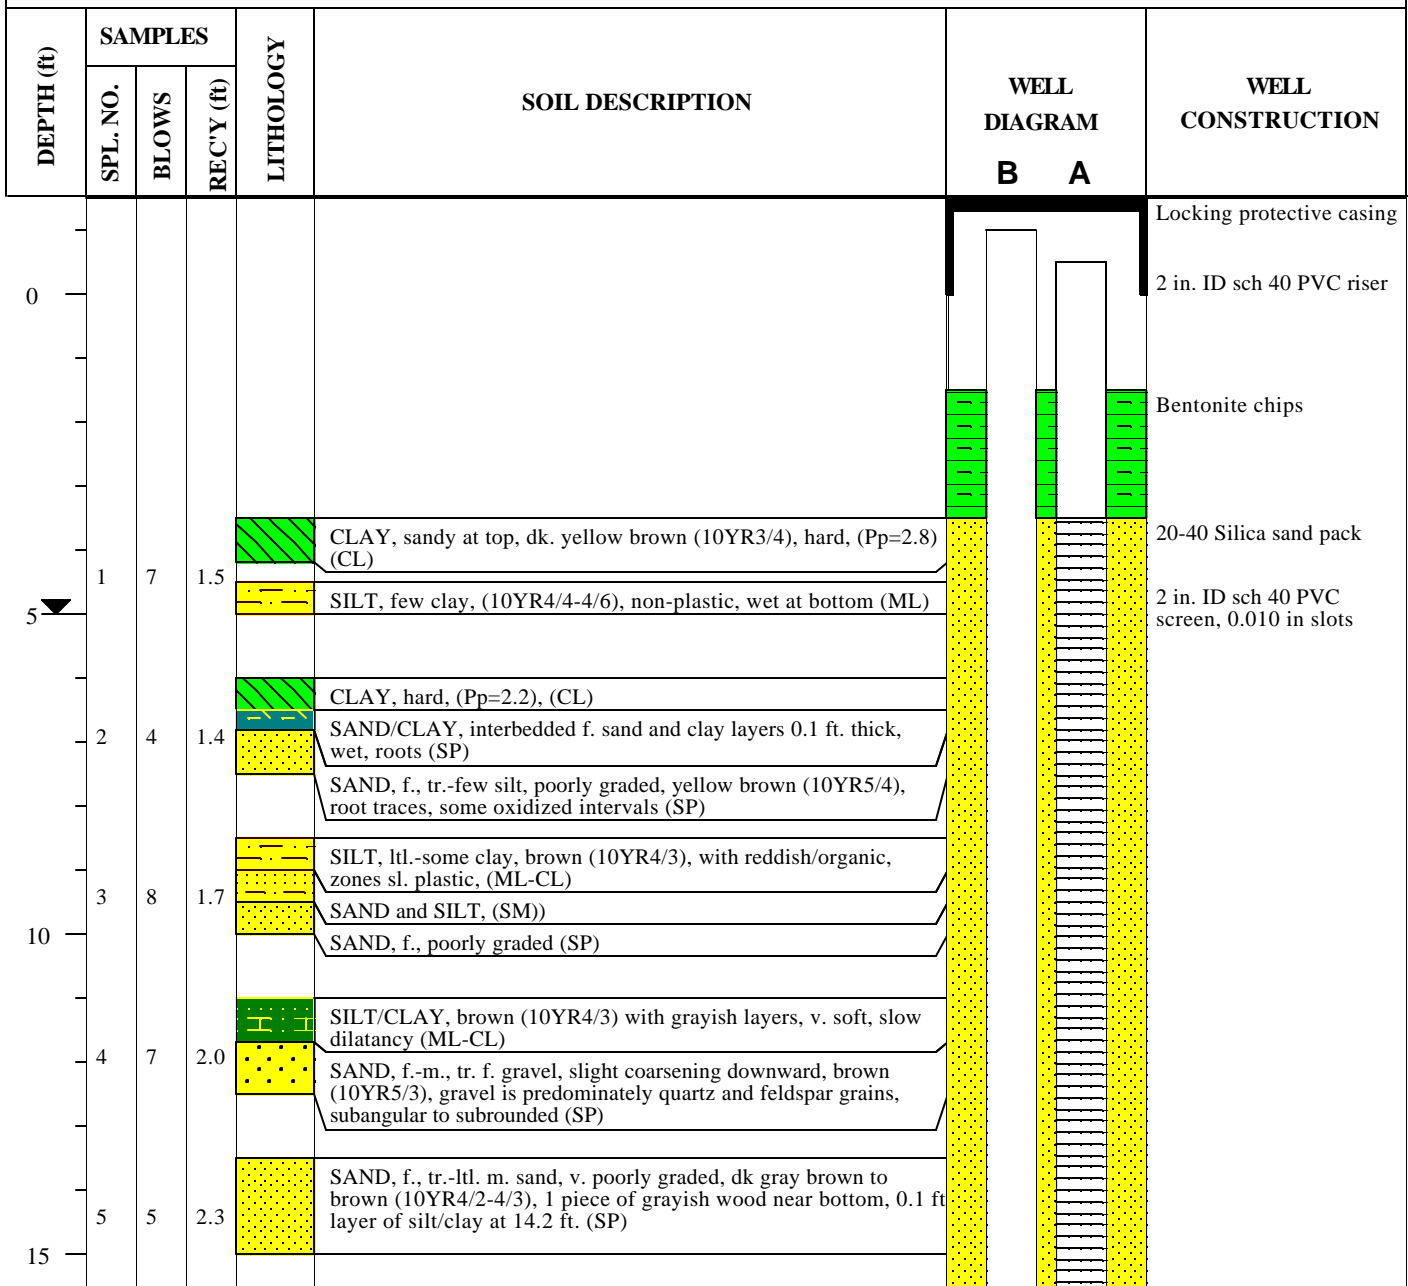 DEPTH (ft)
SAMPLES
SPL. NO.
BLOWS
REC'Y (ft)
LITHOLOGY
SOIL DESCRIPTION
WELL
DIAGRAM
B A
WELL
CONSTRUCTION
Locking protective casing
0
2 in. ID sch 40 PVC riser
Bentonite chips
CLAY, sandy at top, dk. yellow brown (10YR3/4), hard, (Pp=2.8)
(CL)
20-40 Silica sand pack
1 7 1.5
SILT, few clay, (10YR4/4-4/6), non-plastic, wet at bottom (ML)
2 in. ID sch 40 PVC
screen, 0.010 in slots
5
CLAY, hard, (Pp=2.2), (CL)
2 4 1.4
SAND/CLAY, interbedded f. sand and clay layers 0.1 ft. thick,
wet, roots (SP)
SAND, f., tr.-few silt, poorly graded, yellow brown (10YR5/4),
root traces, some oxidized intervals (SP)
SILT, ltl.-some clay, brown (10YR4/3), with reddish/organic,
zones sl. plastic, (ML-CL)
3 8 1.7
SAND and SILT, (SM))
10
SAND, f., poorly graded (SP)
SILT/CLAY, brown (10YR4/3) with grayish layers, v. soft, slow
dilatancy (ML-CL)
4 7 2.0
SAND, f.-m., tr. f. gravel, slight coarsening downward, brown
(10YR5/3), gravel is predominately quartz and feldspar grains,
subangular to subrounded (SP)
SAND, f., tr.-ltl. m. sand, v. poorly graded, dk gray brown to
brown (10YR4/2-4/3), 1 piece of grayish wood near bottom, 0.1 ft
layer of silt/clay at 14.2 ft. (SP)
5 5 2.3
15